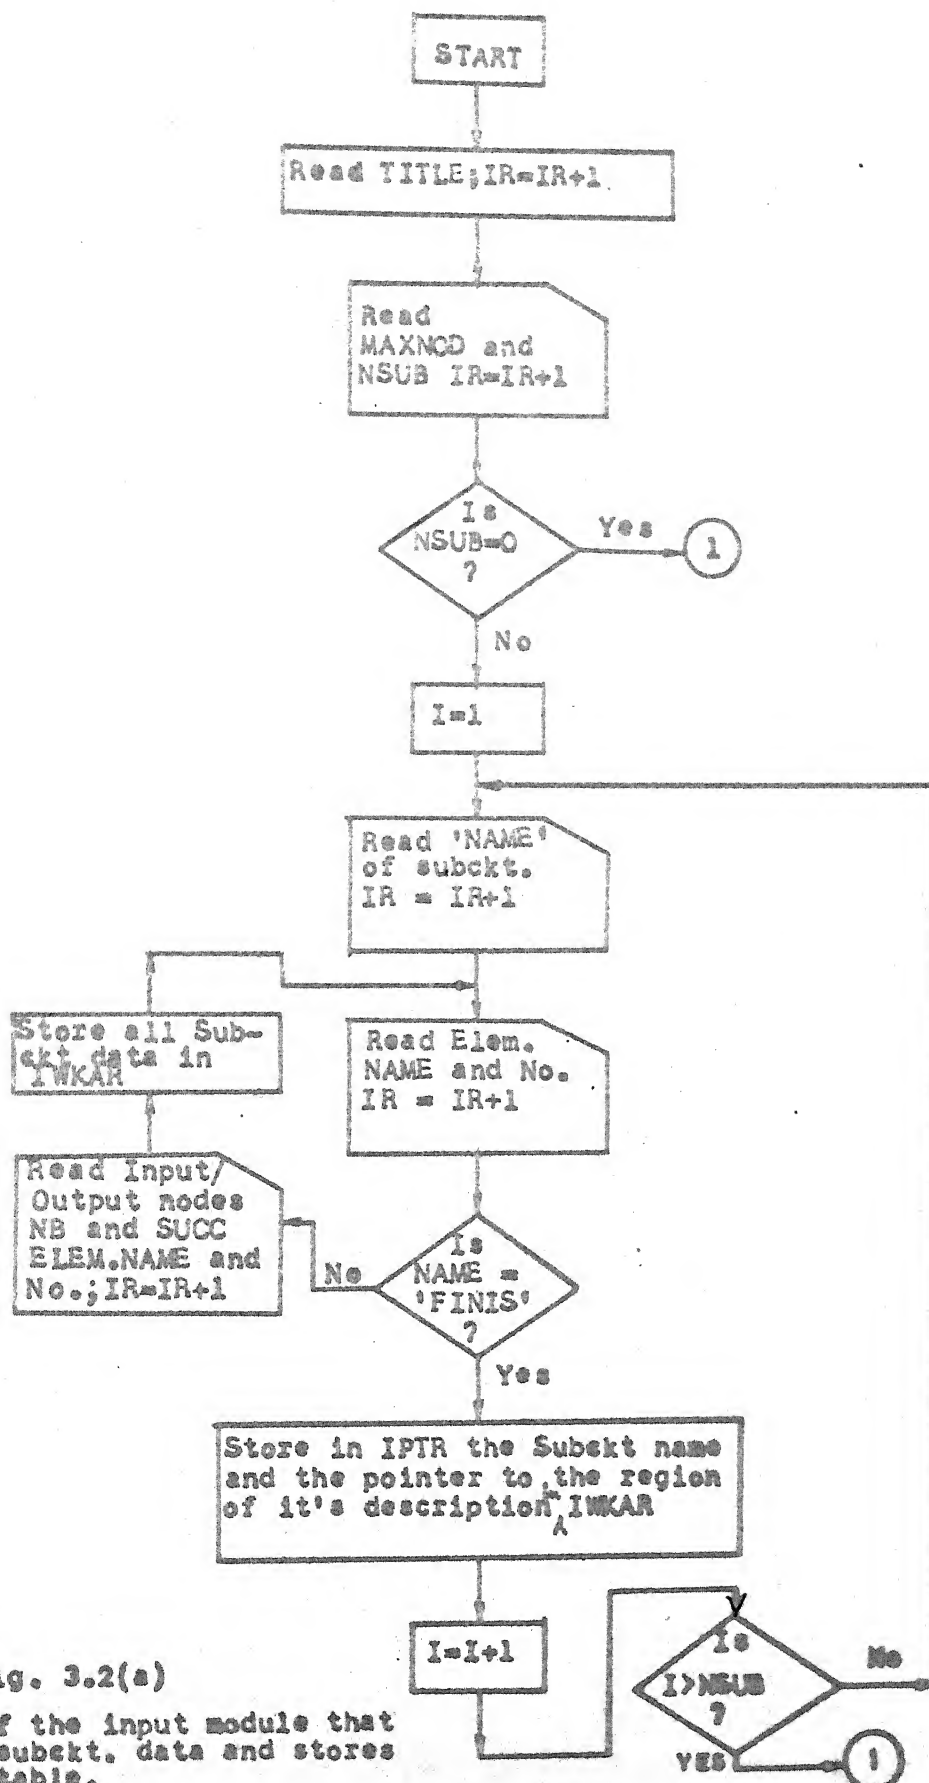 START
Read TITLE;IR=IR+1
Read
MAXNOD and
NSUB IR=IR+1
Is
NSUB=0
?
Yes
1
No
I=1
Read 'NAME'
of subckt.
IR = IR+1
Store all Sub-
ckt data in
IWKAR
Read Elem.
NAME and No.
IR = IR+1
Read Input/
Output nodes
NB and SUCC
ELEM.NAME and
No.;IR=IR+1
No
Is
NAME =
'FINIS'
?
Yes
Store in IPTR the Subckt name
and the pointer to the region
of it's description IWKAR
I=I+1
Is
I>NSUB
?
No
YES
1
ig. 3.2(a)
f the input module that
subckt. data and stores
table.